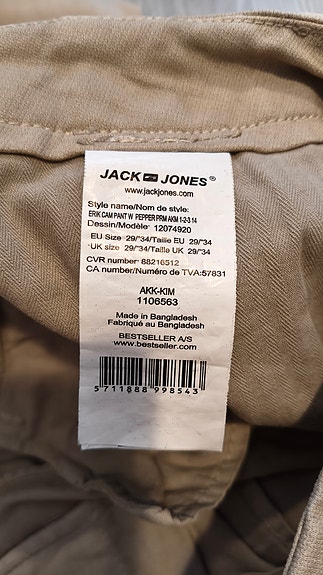 JACK JONES®
www.jackjones.com
Style name/Nom de style:
ERIK CAM PANT W PEPPER PRM AKM 1-2-3 14
Dessin/Modéle: 12074920
EU Size 29/"34/Taille EU 29/"34
UK size 29/"34/Taille UK 29/"34
CVR number 88216512
CA number/Numéro de TVA:57831
AKK-KIM
1106563
Made in Bangladesh
Fabriqué au Bangladesh
BESTSELLER A/S
www.bestseller.com
5711888998543